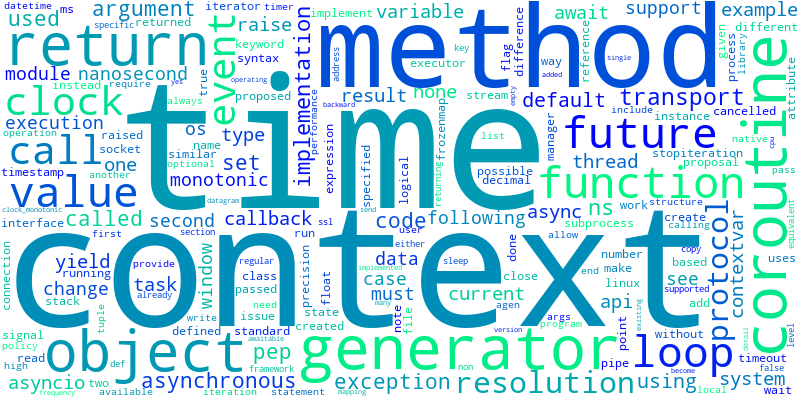 datetime ms iterator timer
specific returned
used argument implement variable await support example
return event raise keyword address method given different
syntax executor flag difference way reference process library
module nanosecond implementation instead require true operating none added single key
clock yes performance result stream default transport attribute
always proposed backward empty include cancelled
execution os expression time frozenmap list manager future instance
operation raised type native cpu
call socket name similar logical stopiteration proposal
one optional set returning possible thread pass
timestamp another monotonic specified decimal function
value datagram structure
clock_monotonic callback code following async ns work create
interface called second ssl send subprocess calling
first section run user either done allow copy equivalent
connection yield window context data number protocol contextvar coroutine
running provide regular precision float implemented sleep end make based uses
change task class case close linux see
stack already passed state must current api supported
tuple need many note file agen args add
signal write issue created point program existing
policy defined standard version without detail level
read object def pep awaitable generator pipe loop timeout
high framework non become false
asyncio two asynchronous exception resolution using system
available iteration statement mapping local wait
frequency